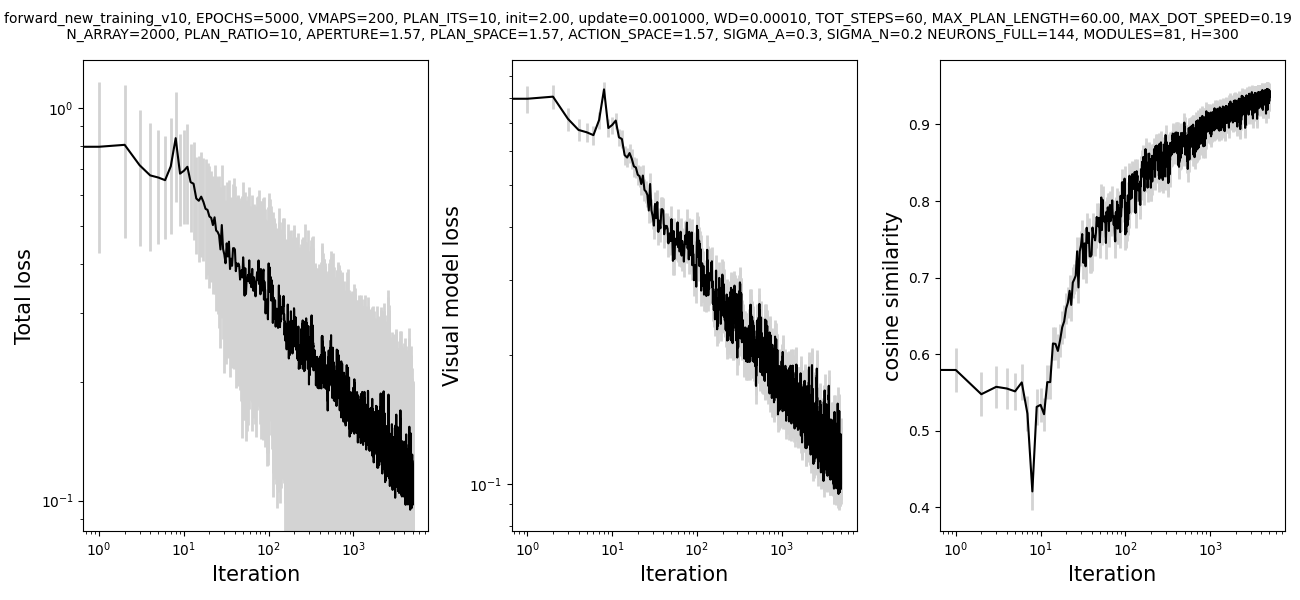 forward_new_training_v10, EPOCHS=5000, VMAPS=200, PLAN_ITS=10, init=2.00, update=0.001000, WD=0.00010, TOT_STEPS=60, MAX_PLAN_LENGTH=60.00, MAX_DOT_SPEED=0.19
N_ARRAY=2000, PLAN_RATIO=10, APERTURE=1.57, PLAN_SPACE=1.57, ACTION_SPACE=1.57, SIGMA_A=0.3, SIGMA_N=0.2 NEURONS_FULL=144, MODULES=81, H=300
Total loss
10⁰
10⁻¹
10⁰ 10¹ 10² 10³
Iteration
Visual model loss
10⁻¹
10⁰ 10¹ 10² 10³
Iteration
cosine similarity
0.9
0.8
0.7
0.6
0.5
0.4
10⁰ 10¹ 10² 10³
Iteration